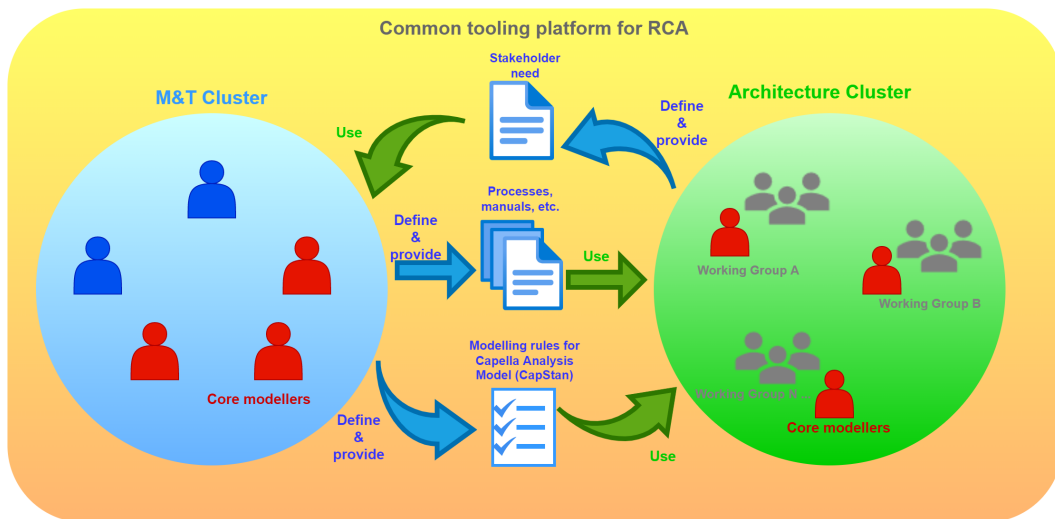 Common tooling platform for RCA
Stakeholder
need
M&T Cluster
Architecture Cluster
Use
Define
&
provide
Processes,
manuals, etc.
Define
&
provide
Use
Working Group A
Working Group B
Modelling rules for
Capella Analysis
Model (CapStan)
Core modellers
Define
&
provide
Use
Working Group N ...
Core modellers